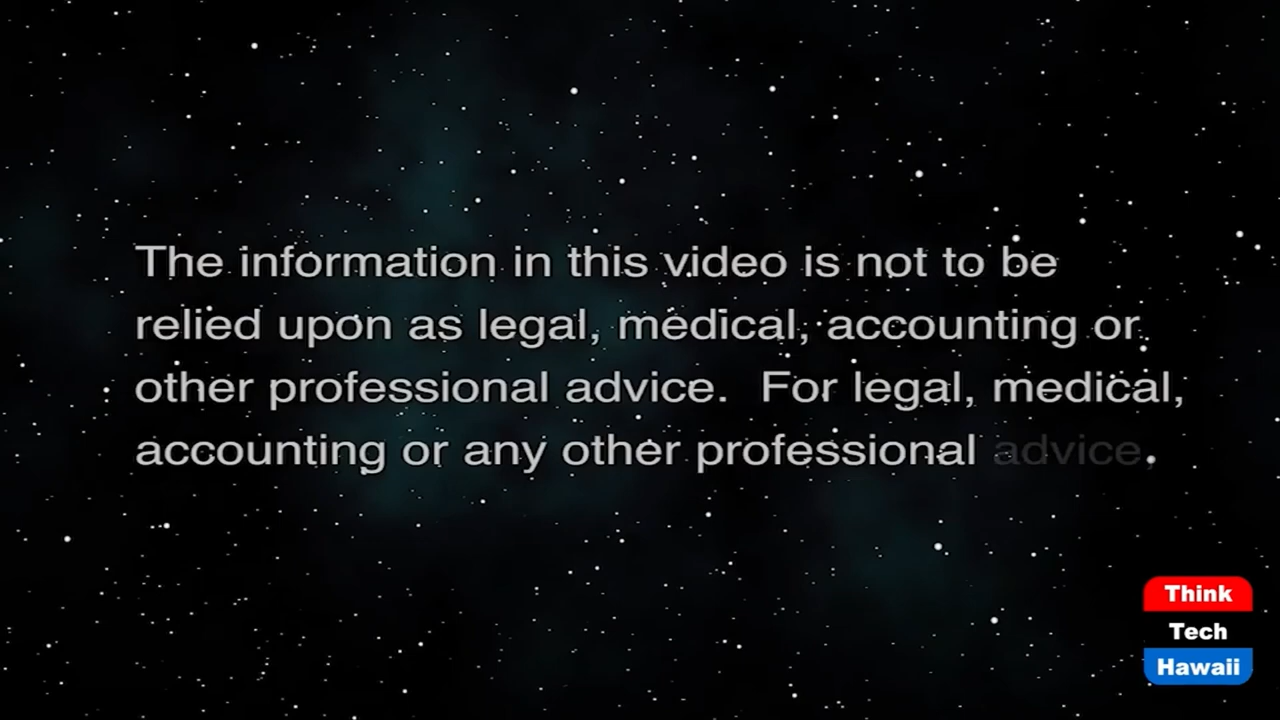 The information in this video is not to be
relied upon as legal, medical, accounting or
other professional advice.  For legal, medical,
accounting or any other professional advice,
Think
Tech
Hawaii